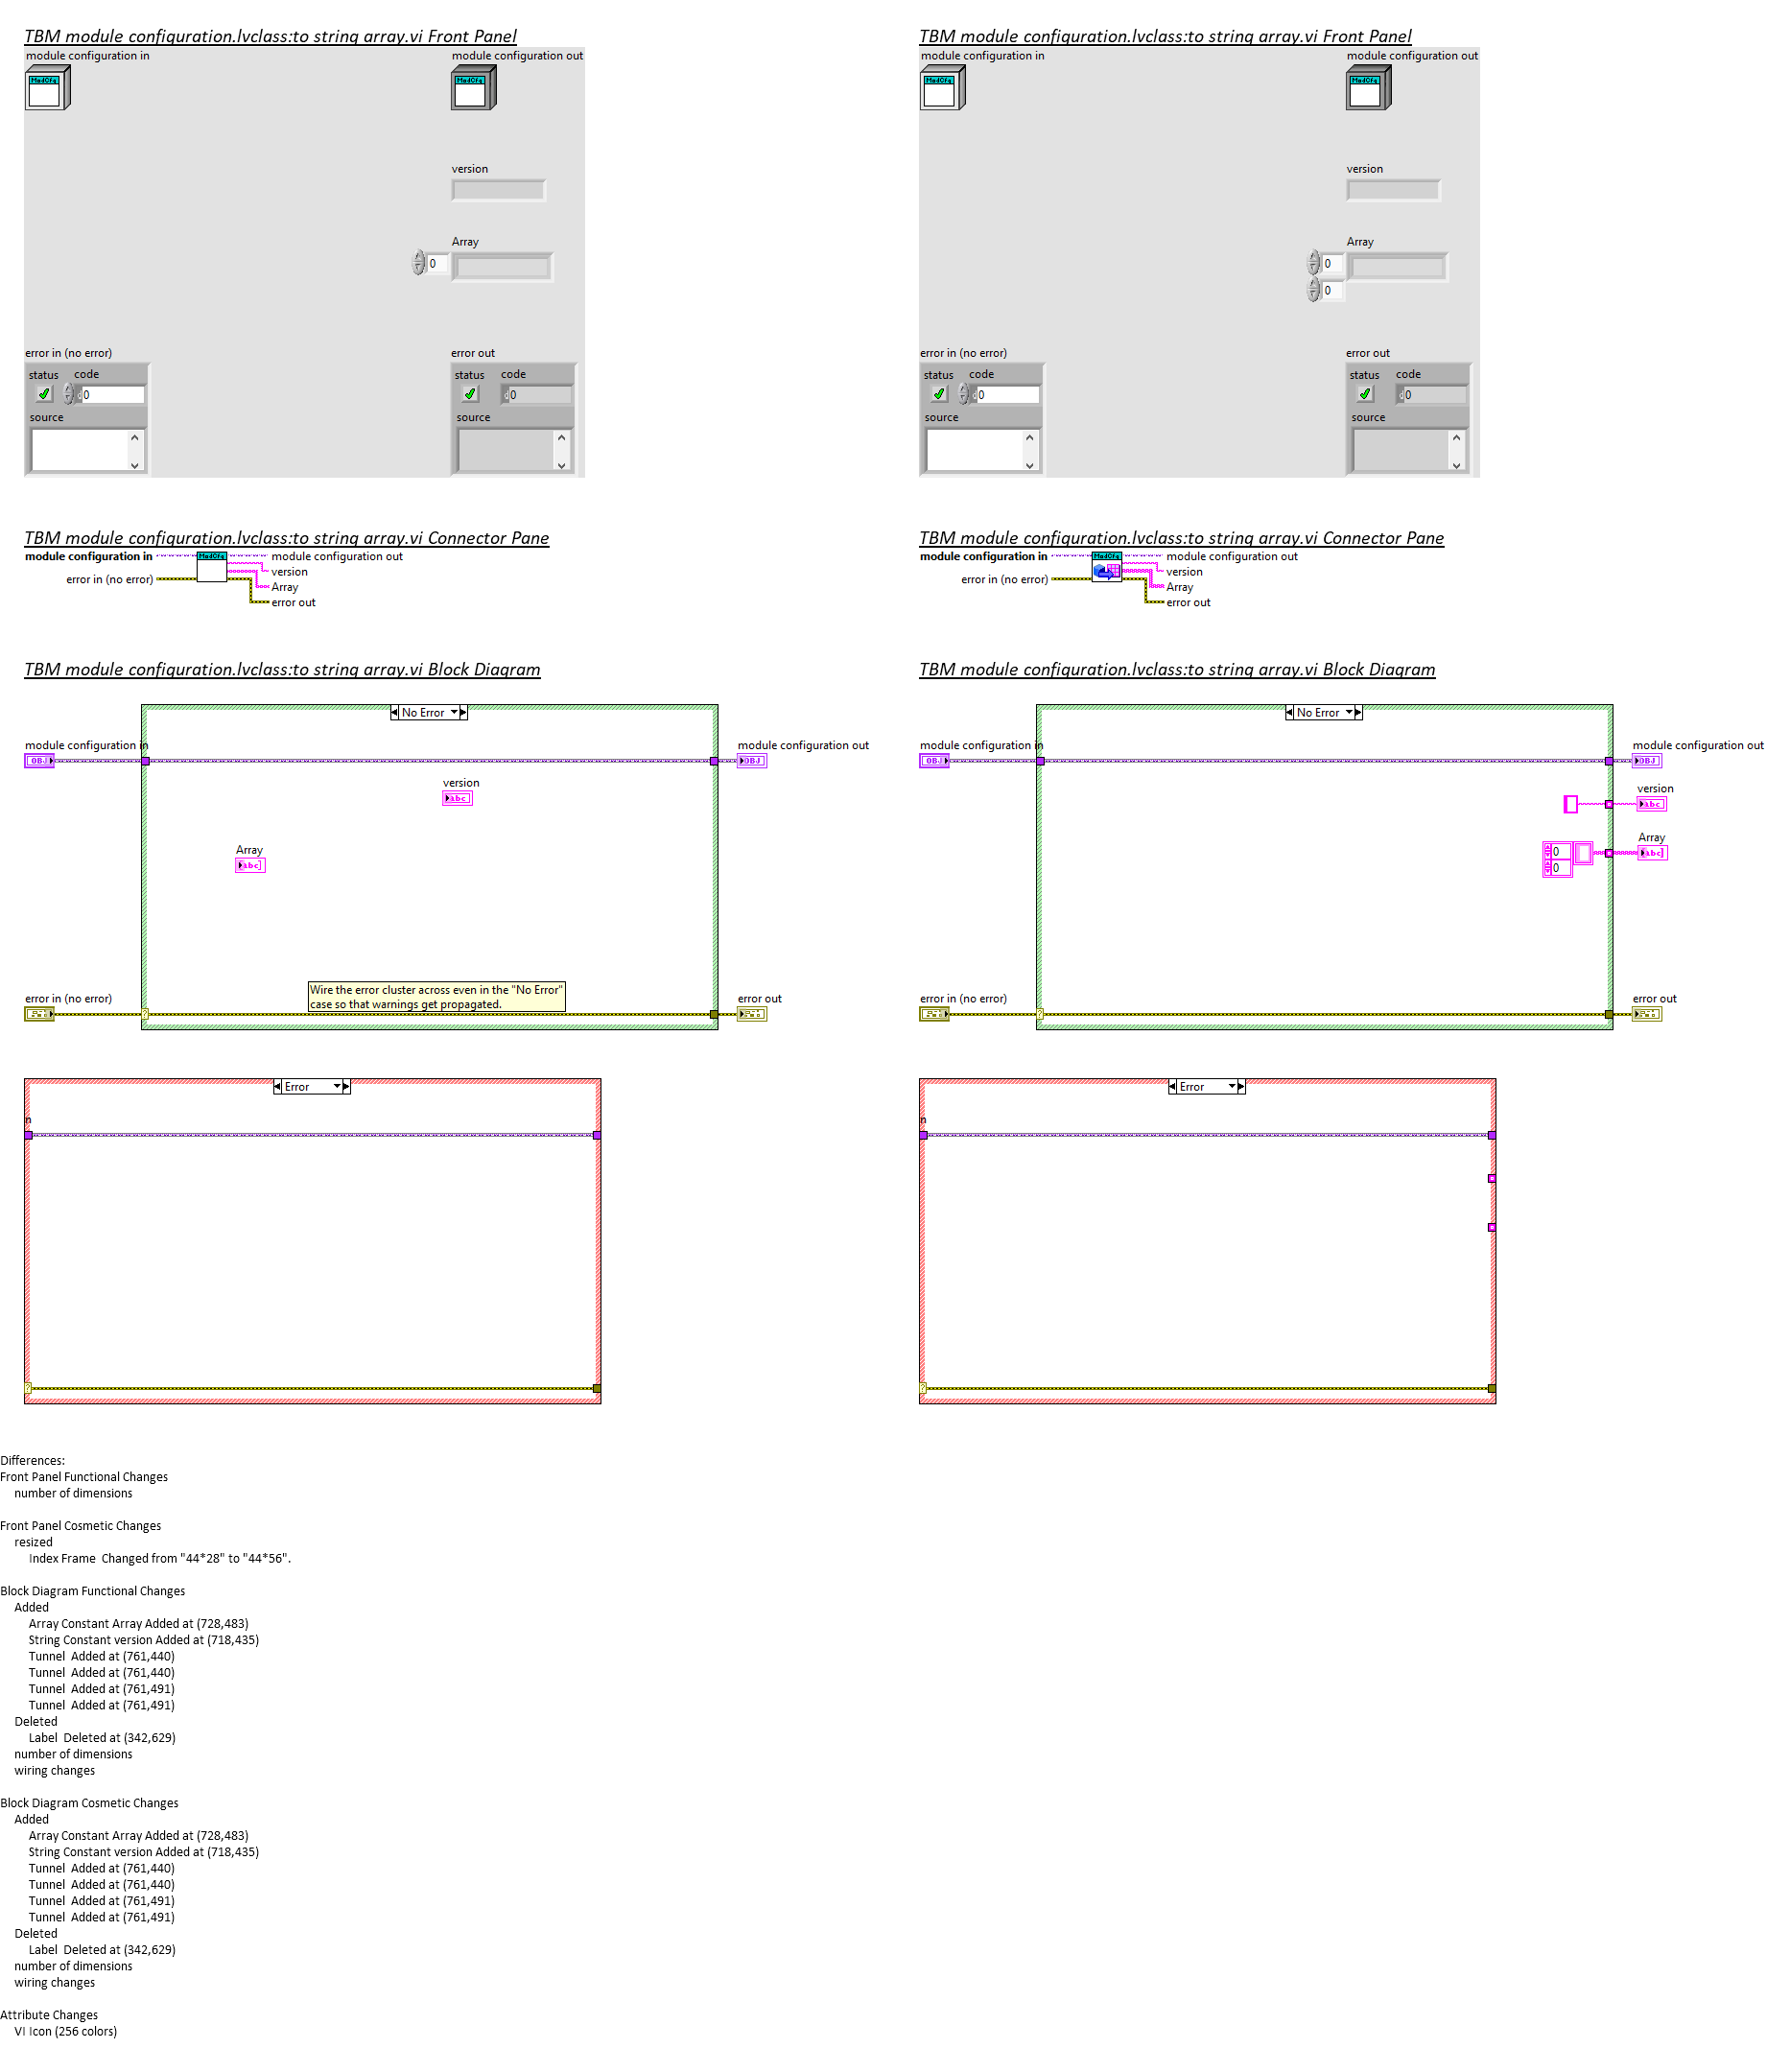 TBM module configuration.lvclass:to string array.vi Front Panel
module configuration in
module configuration out
ModCfg
ModCfg
version
Array
0
error in (no error)
error out
status
code
0
status
code
0
source
source
TBM module configuration.lvclass:to string array.vi Connector Pane
module configuration in
ModCfg
module configuration out
version
error in (no error)
Array
error out
TBM module configuration.lvclass:to string array.vi Block Diagram
No Error
module configuration in
module configuration out
OBJ
OBJ
version
abc
Array
abc
Wire the error cluster across even in the "No Error"
case so that warnings get propagated.
error in (no error)
error out
?
Error
n
?
TBM module configuration.lvclass:to string array.vi Front Panel
module configuration in
module configuration out
ModCfg
ModCfg
version
Array
0
0
error in (no error)
error out
status
code
0
status
code
0
source
source
TBM module configuration.lvclass:to string array.vi Connector Pane
module configuration in
ModCfg
module configuration out
version
error in (no error)
Array
error out
TBM module configuration.lvclass:to string array.vi Block Diagram
No Error
module configuration in
module configuration out
OBJ
OBJ
version
abc
Array
0
abc
0
error in (no error)
error out
?
Error
n
?
Differences:
Front Panel Functional Changes
number of dimensions
Front Panel Cosmetic Changes
resized
Index Frame  Changed from "44*28" to "44*56".
Block Diagram Functional Changes
Added
Array Constant Array Added at (728,483)
String Constant version Added at (718,435)
Tunnel  Added at (761,440)
Tunnel  Added at (761,440)
Tunnel  Added at (761,491)
Tunnel  Added at (761,491)
Deleted
Label  Deleted at (342,629)
number of dimensions
wiring changes
Block Diagram Cosmetic Changes
Added
Array Constant Array Added at (728,483)
String Constant version Added at (718,435)
Tunnel  Added at (761,440)
Tunnel  Added at (761,440)
Tunnel  Added at (761,491)
Tunnel  Added at (761,491)
Deleted
Label  Deleted at (342,629)
number of dimensions
wiring changes
Attribute Changes
VI Icon (256 colors)